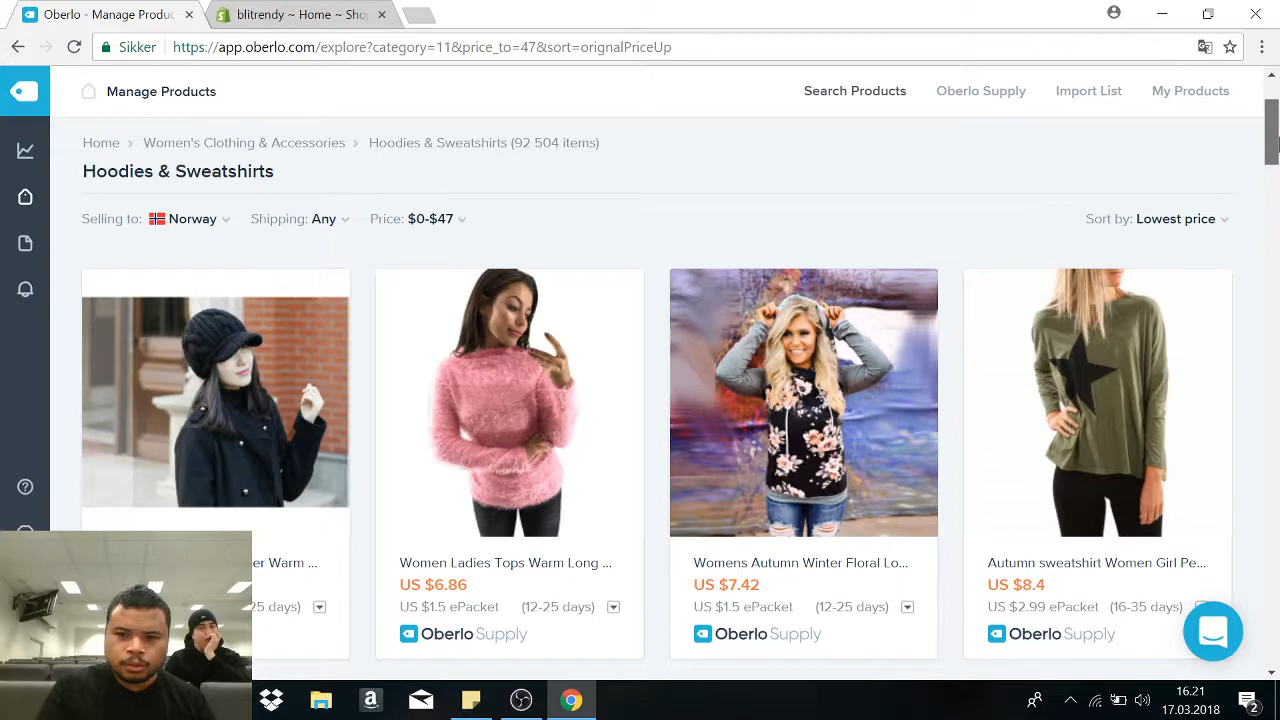 Oberlo - Manage Produc
blitrendy ~ Home ~ Sho
Sikker
https://app.oberlo.com/explore?category=11&price_to=47&sort=orignalPriceUp
Manage Products
Search Products
Oberlo Supply
Import List
My Products
Home > Women's Clothing & Accessories > Hoodies & Sweatshirts (92 504 items)
Hoodies & Sweatshirts
Selling to: Norway
Shipping: Any
Price: $0-$47
Sort by: Lowest price
er Warm ...
25 days)
Women Ladies Tops Warm Long ...
US $6.86
US $1.5 ePacket (12-25 days)
Oberlo Supply
Womens Autumn Winter Floral Lo...
US $7.42
US $1.5 ePacket (12-25 days)
Oberlo Supply
Autumn sweatshirt Women Girl Pe...
US $8.4
US $2.99 ePacket (16-35 days)
Oberlo Supply
16.21
17.03.2018
2